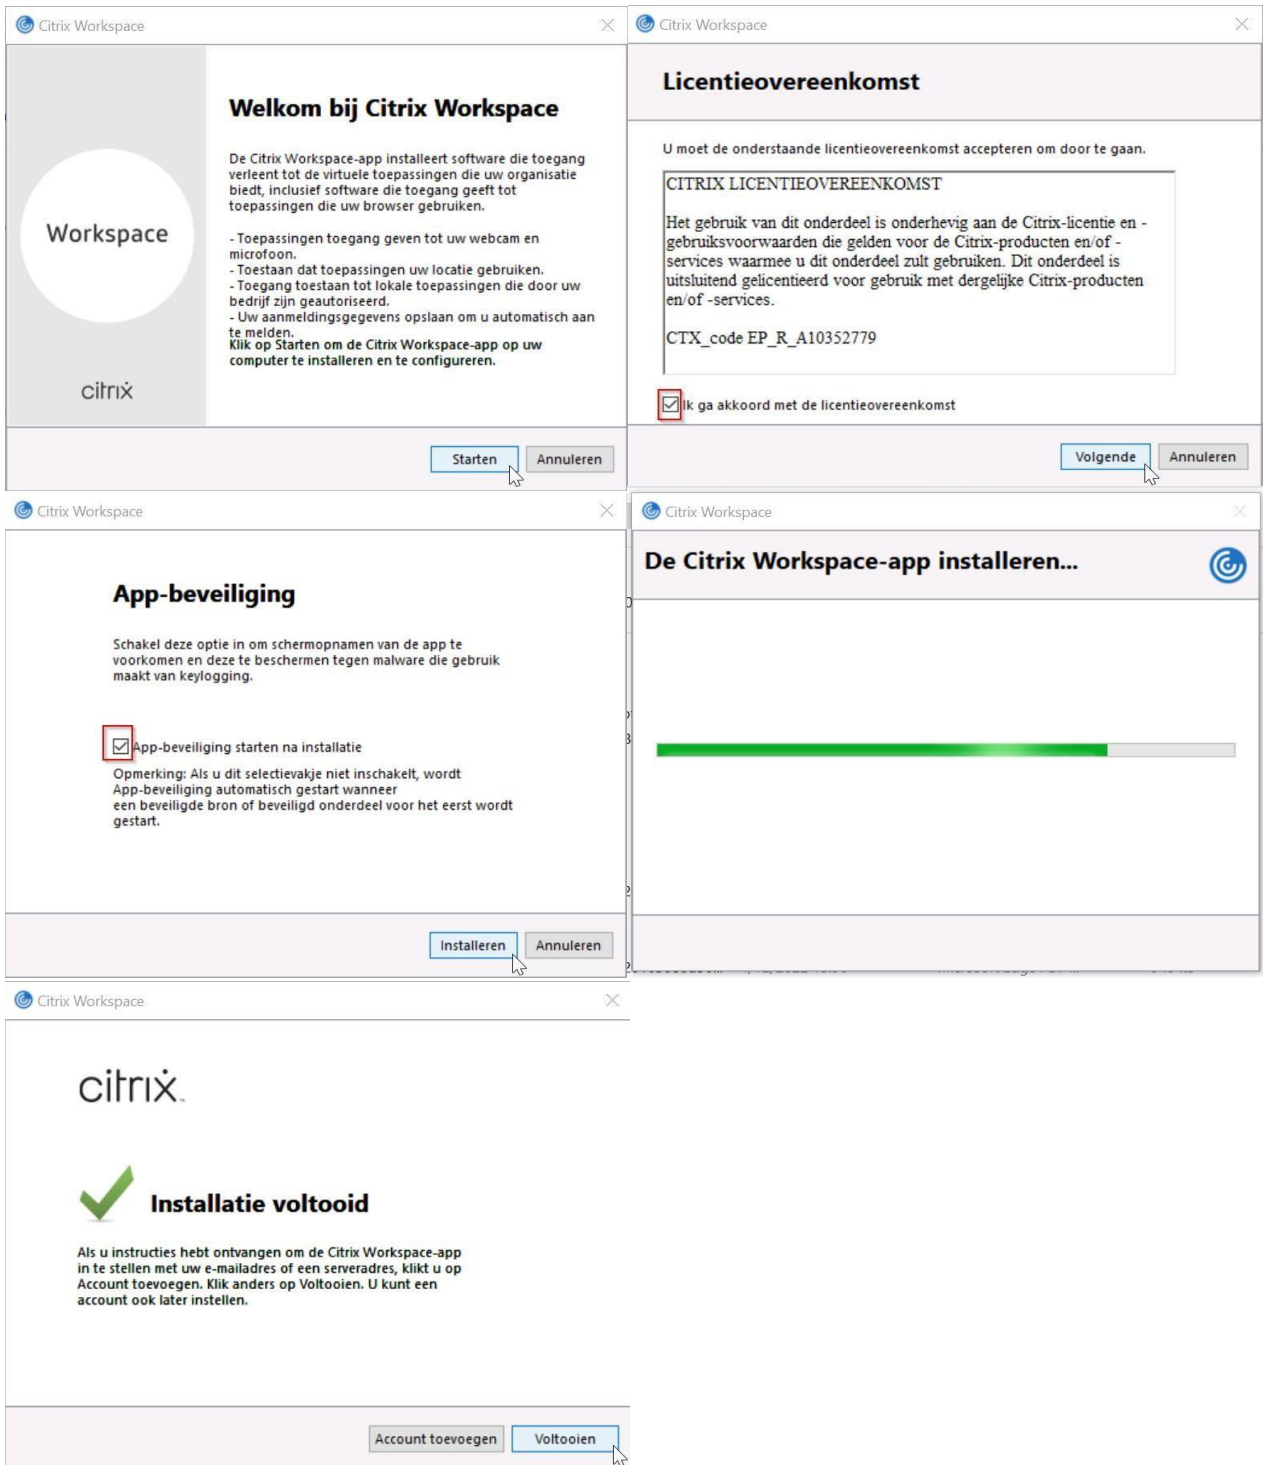 Citrix Workspace
Workspace
citrix
Welkom bij Citrix Workspace
De Citrix Workspace-app installeert software die toegang
verleent tot de virtuele toepassingen die uw organisatie
biedt, inclusief software die toegang geeft tot
toepassingen die uw browser gebruiken.
- Toepassingen toegang geven tot uw webcam en
microfoon.
- Toestaan dat toepassingen uw locatie gebruiken.
- Toegang toestaan tot lokale toepassingen die door uw
bedrijf zijn geautoriseerd.
- Uw aanmeldingsgegevens opslaan om u automatisch aan
te melden.
Klik op Starten om de Citrix Workspace-app op uw
computer te installeren en te configureren.
Starten
Annuleren
Citrix Workspace
Licentieovereenkomst
U moet de onderstaande licentieovereenkomst accepteren om door te gaan.
CITRIX LICENTIEOVEREENKOMST
Het gebruik van dit onderdeel is onderhevig aan de Citrix-licentie en -
gebruiksvoorwaarden die gelden voor de Citrix-producten en/of -
services waarmee u dit onderdeel zult gebruiken. Dit onderdeel is
uitsluitend gelicentieerd voor gebruik met dergelijke Citrix-producten
en/of -services.
CTX_code EP_R_A10352779
Ik ga akkoord met de licentieovereenkomst
Volgende
Annuleren
Citrix Workspace
App-beveiliging
Schakel deze optie in om schermopnamen van de app te
voorkomen en deze te beschermen tegen malware die gebruik
maakt van keylogging.
App-beveiliging starten na installatie
Opmerking: Als u dit selectievakje niet inschakelt, wordt
App-beveiliging automatisch gestart wanneer
een beveiligde bron of beveiligd onderdeel voor het eerst wordt
gestart.
Installeren
Annuleren
Citrix Workspace
De Citrix Workspace-app installeren...
Citrix Workspace
citrix
Installatie voltooid
Als u instructies hebt ontvangen om de Citrix Workspace-app
in te stellen met uw e-mailadres of een serveradres, klikt u op
Account toevoegen. Klik anders op Voltooien. U kunt een
account ook later instellen.
Account toevoegen
Voltooien